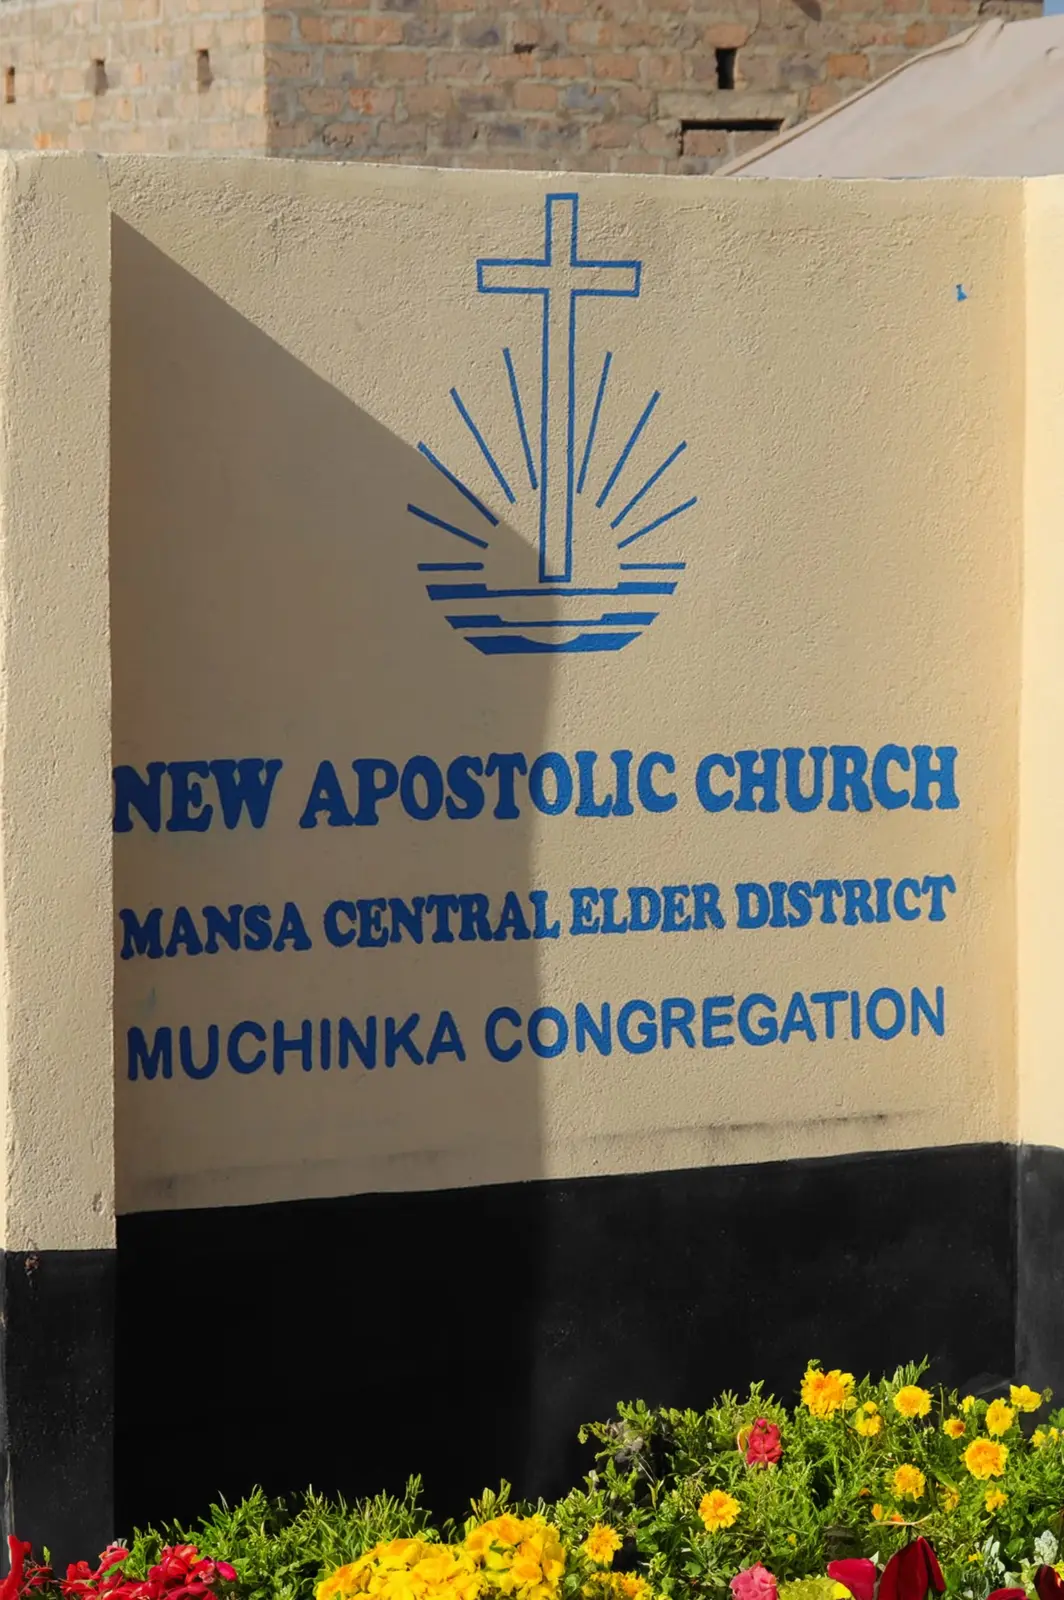 NEW APOSTOLIC CHURCH
MANSA CENTRAL ELDER DISTRICT
MUCHINKA CONGREGATION